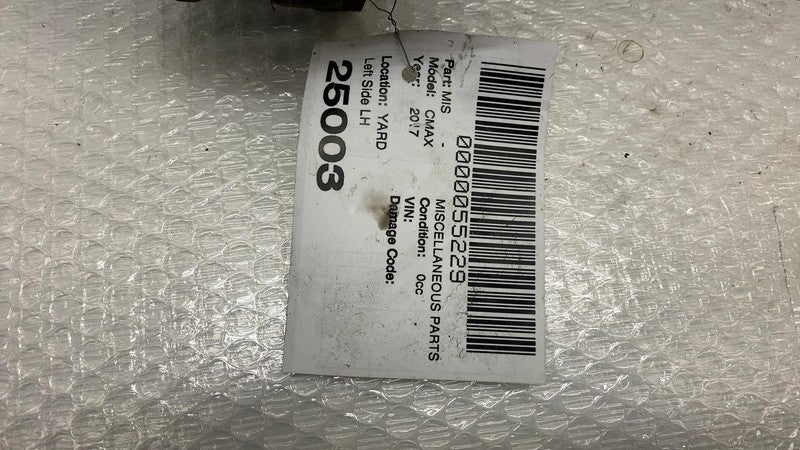 0000055229
Part: MIS - MISCELLANEOUS PARTS
Model: CMAX Condition: 0cc
Year: 2017 VIN:
Damage Code:
Location: YARD
Left Side LH
25003